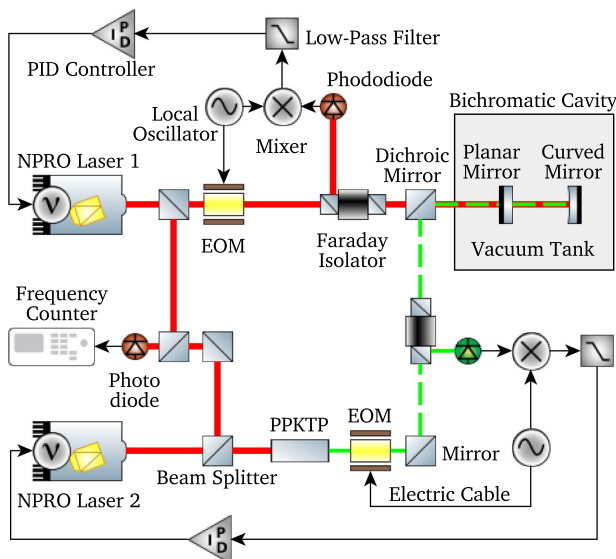 I P D
Low-Pass Filter
PID Controller
Phododiode
Local
Oscillator
Mixer
Bichromatic Cavity
NPRO Laser 1
Dichroic
Mirror
Planar
Mirror
Curved
Mirror
ν
EOM
Faraday
Isolator
Vacuum Tank
Frequency
Counter
Photo
diode
PPKTP
EOM
ν
Beam Splitter
Mirror
NPRO Laser 2
Electric Cable
I P D